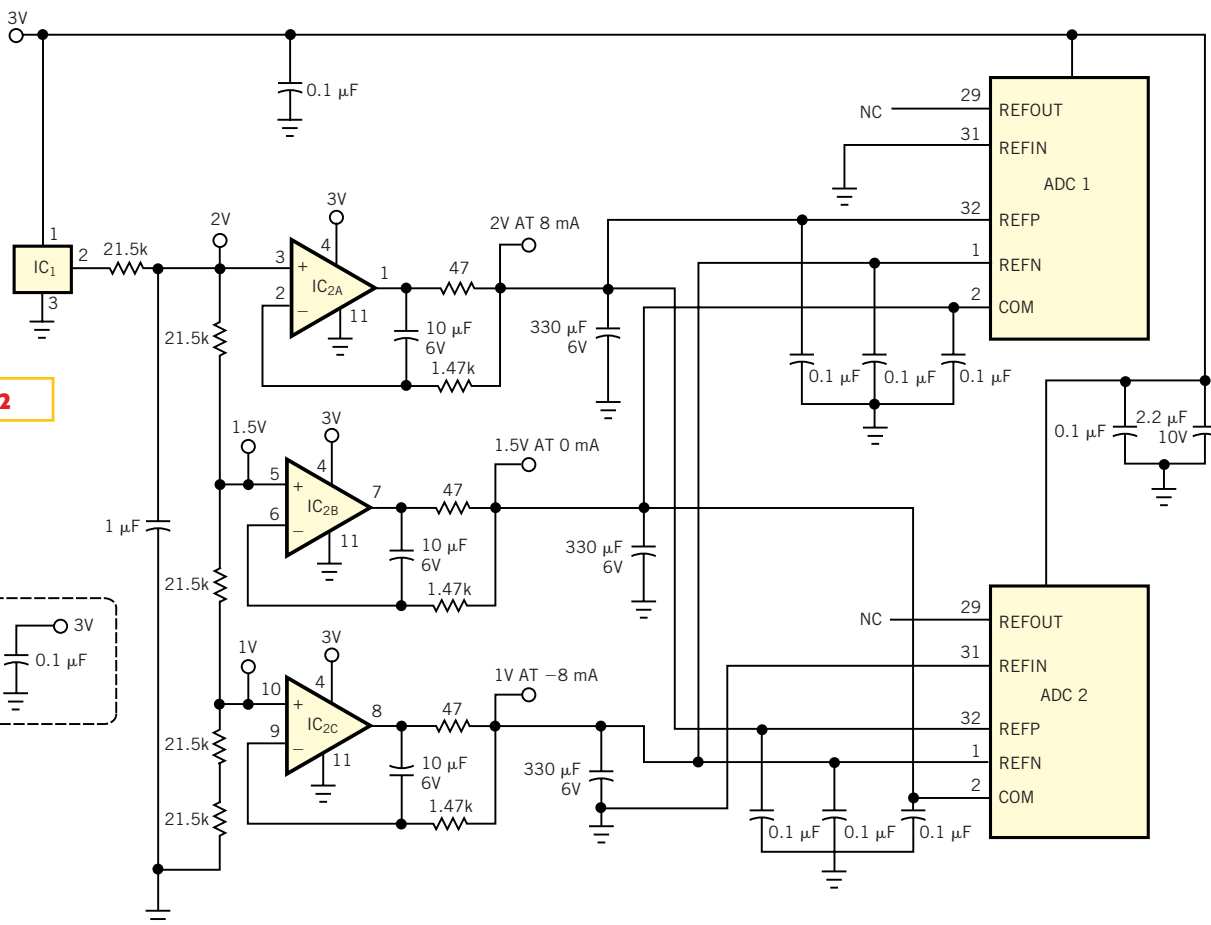 3V
0.1 µF
29
NC
REFOUT
31
REFIN
ADC 1
3V
2V
2V AT 8 mA
32
REFP
1
4
2
21.5k
3
+
1
47
1
REFN
IC1
IC2A
2
−
11
2
COM
3
330 µF
6V
10 µF
6V
21.5k
1.47k
0.1 µF
0.1 µF
0.1 µF
2
3V
1.5V
1.5V AT 0 mA
0.1 µF
2.2 µF
10V
4
5
+
7
47
IC2B
6
−
11
1 µF
10 µF
6V
330 µF
6V
21.5k
1.47k
29
NC
REFOUT
3V
0.1 µF
3V
1V
1V AT −8 mA
31
REFIN
ADC 2
4
10
+
8
47
IC2C
32
REFP
9
−
11
21.5k
10 µF
6V
330 µF
6V
1
REFN
1.47k
2
COM
21.5k
0.1 µF
0.1 µF
0.1 µF